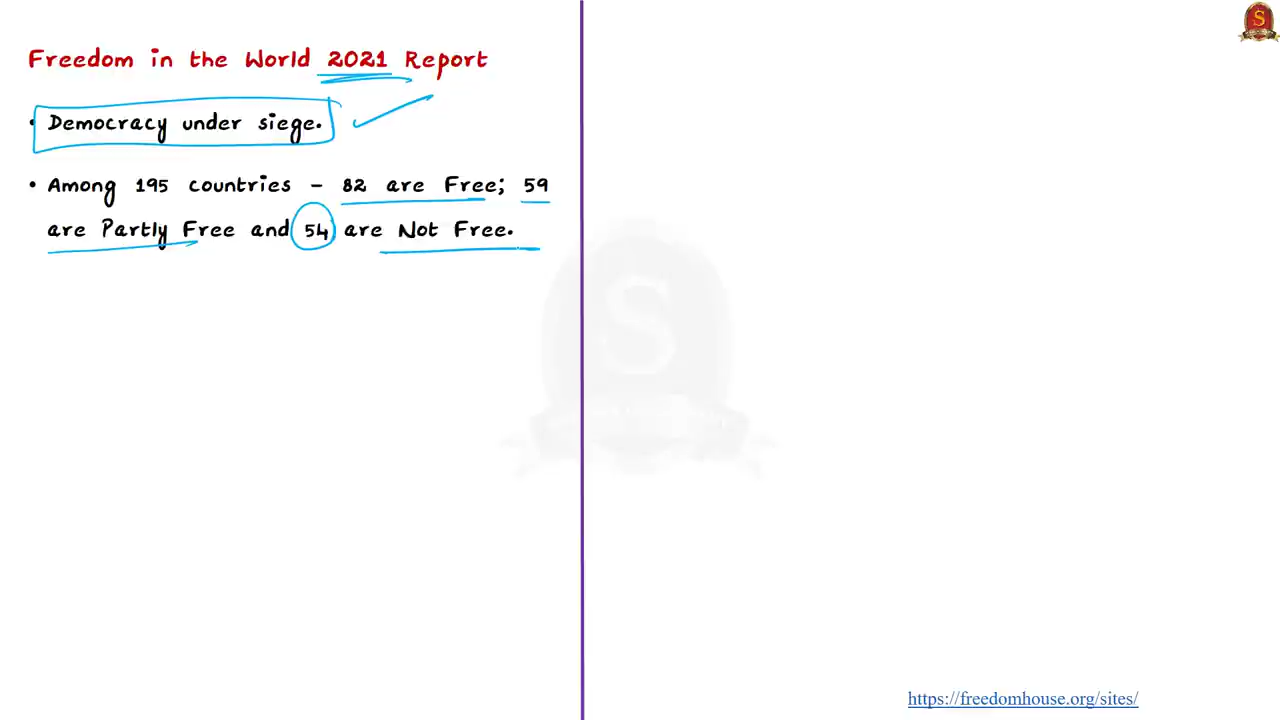 Freedom in the World 2021 Report
• Democracy under siege.
• Among 195 countries - 82 are Free; 59
are Partly Free and 54 are Not Free.
S
S
https://freedomhouse.org/sites/